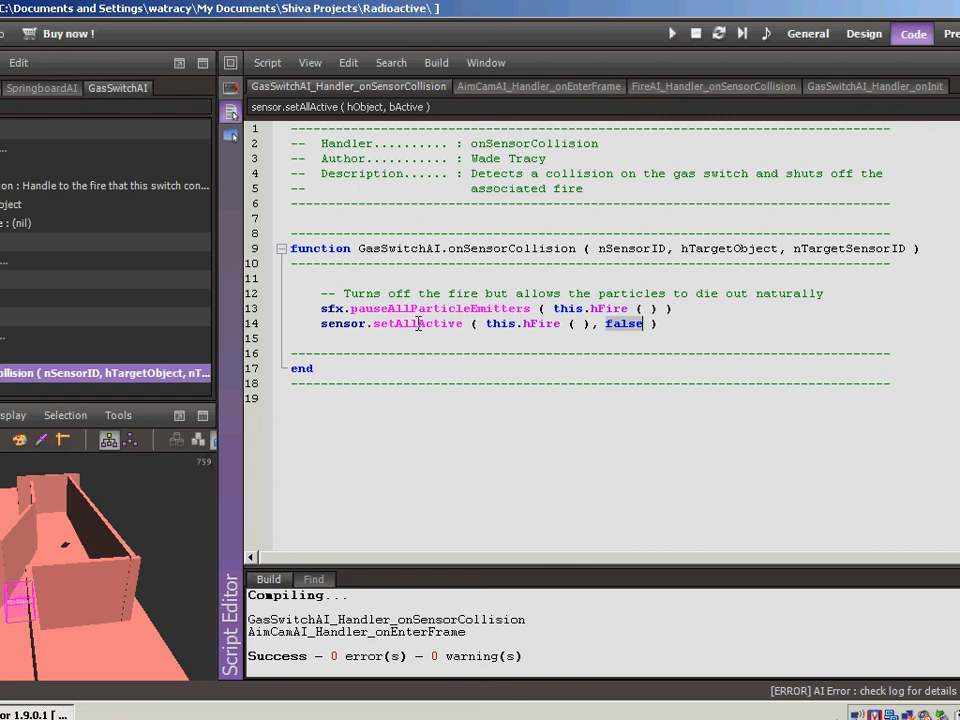 C:\Documents and Settings\watracy\My Documents\Shiva Projects\Radioactive\ ]
Buy now !
General Design Code Pre
Edit
Script View Edit Search Build Window
SpringboardAI GasSwitchAI
GasSwitchAI_Handler_onSensorCollision AimCamAI_Handler_onEnterFrame FireAI_Handler_onSensorCollision GasSwitchAI_Handler_onInit
sensor.setAllActive ( hObject, bActive )
...
on : Handle to the fire that this switch con...
bject
e : (nil)
...
ollision ( nSensorID, hTargetObject, nT...
1 --------------------------------------------------------------------------------
2 -- Handler.......... : onSensorCollision
3 -- Author........... : Wade Tracy
4 -- Description...... : Detects a collision on the gas switch and shuts off the
5 -- associated fire
6 --------------------------------------------------------------------------------
7
8 --------------------------------------------------------------------------------
9 function GasSwitchAI.onSensorCollision ( nSensorID, hTargetObject, nTargetSensorID )
10 --------------------------------------------------------------------------------
11
12 -- Turns off the fire but allows the particles to die out naturally
13 sfx.pauseAllParticleEmitters ( this.hFire ( ) )
14 sensor.setAllActive ( this.hFire ( ), false )
15
16 --------------------------------------------------------------------------------
17 end
18 --------------------------------------------------------------------------------
19
splay Selection Tools
759
Script Editor
Build Find
Compiling...
GasSwitchAI_Handler_onSensorCollision
AimCamAI_Handler_onEnterFrame
Success - 0 error(s) - 0 warning(s)
[ERROR] AI Error : check log for details
or 1.9.0.1 [ ...